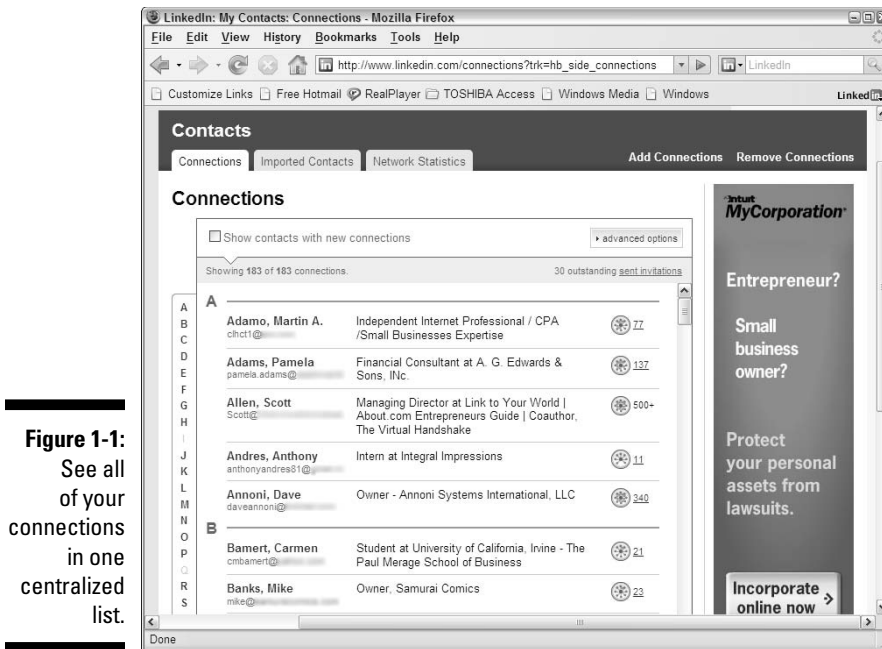 LinkedIn: My Contacts: Connections - Mozilla Firefox
File Edit View History Bookmarks Tools Help
http://www.linkedin.com/connections?trk=hb_side_connections
LinkedIn
Customize Links Free Hotmail RealPlayer TOSHIBA Access Windows Media Windows
Linked in
Contacts
Connections Imported Contacts Network Statistics
Add Connections Remove Connections
Connections
Show contacts with new connections
advanced options
Showing 183 of 183 connections.
30 outstanding sent invitations
A
B
C
D
E
F
G
H
I
J
K
L
M
N
O
P
Q
R
S
A
Adamo, Martin A.
clhct1@
Independent Internet Professional / CPA
/Small Businesses Expertise
77
Adams, Pamela
pamela.adams@
Financial Consultant at A. G. Edwards &
Sons, INc.
137
Allen, Scott
Scott@
Managing Director at Link to Your World |
About.com Entrepreneurs Guide | Coauthor,
The Virtual Handshake
500+
Andres, Anthony
anthonyandres81@
Intern at Integral Impressions
11
Annoni, Dave
daveannoni@
Owner - Annoni Systems International, LLC
340
B
Bamert, Carmen
cmbamert@
Student at University of California, Irvine - The
Paul Merage School of Business
21
Banks, Mike
mike@
Owner, Samurai Comics
23
Intuit
MyCorporation
Entrepreneur?
Small
business
owner?
Protect
your personal
assets from
lawsuits.
Incorporate
online now
Done
Figure 1-1:
See all
of your
connections
in one
centralized
list.